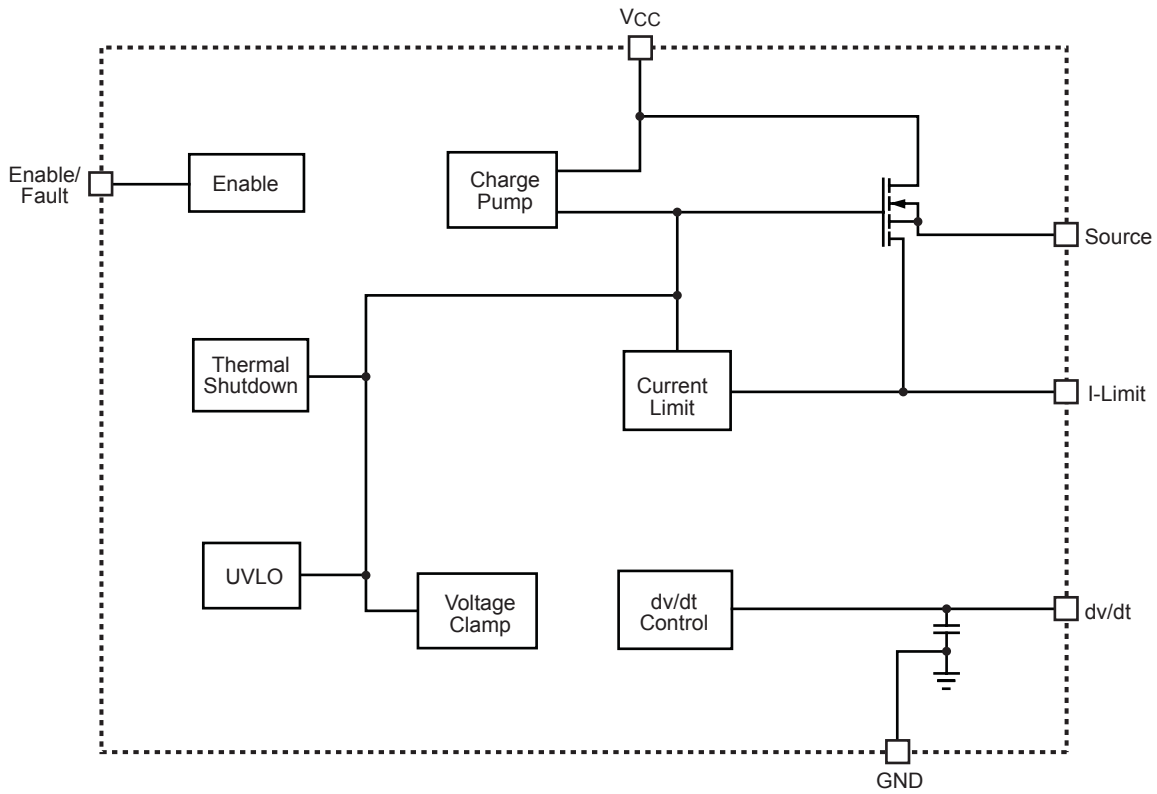 VCC
Enable/
Fault
Enable
Charge
Pump
Source
Thermal
Shutdown
Current
Limit
I-Limit
UVLO
Voltage
Clamp
dv/dt
Control
dv/dt
GND